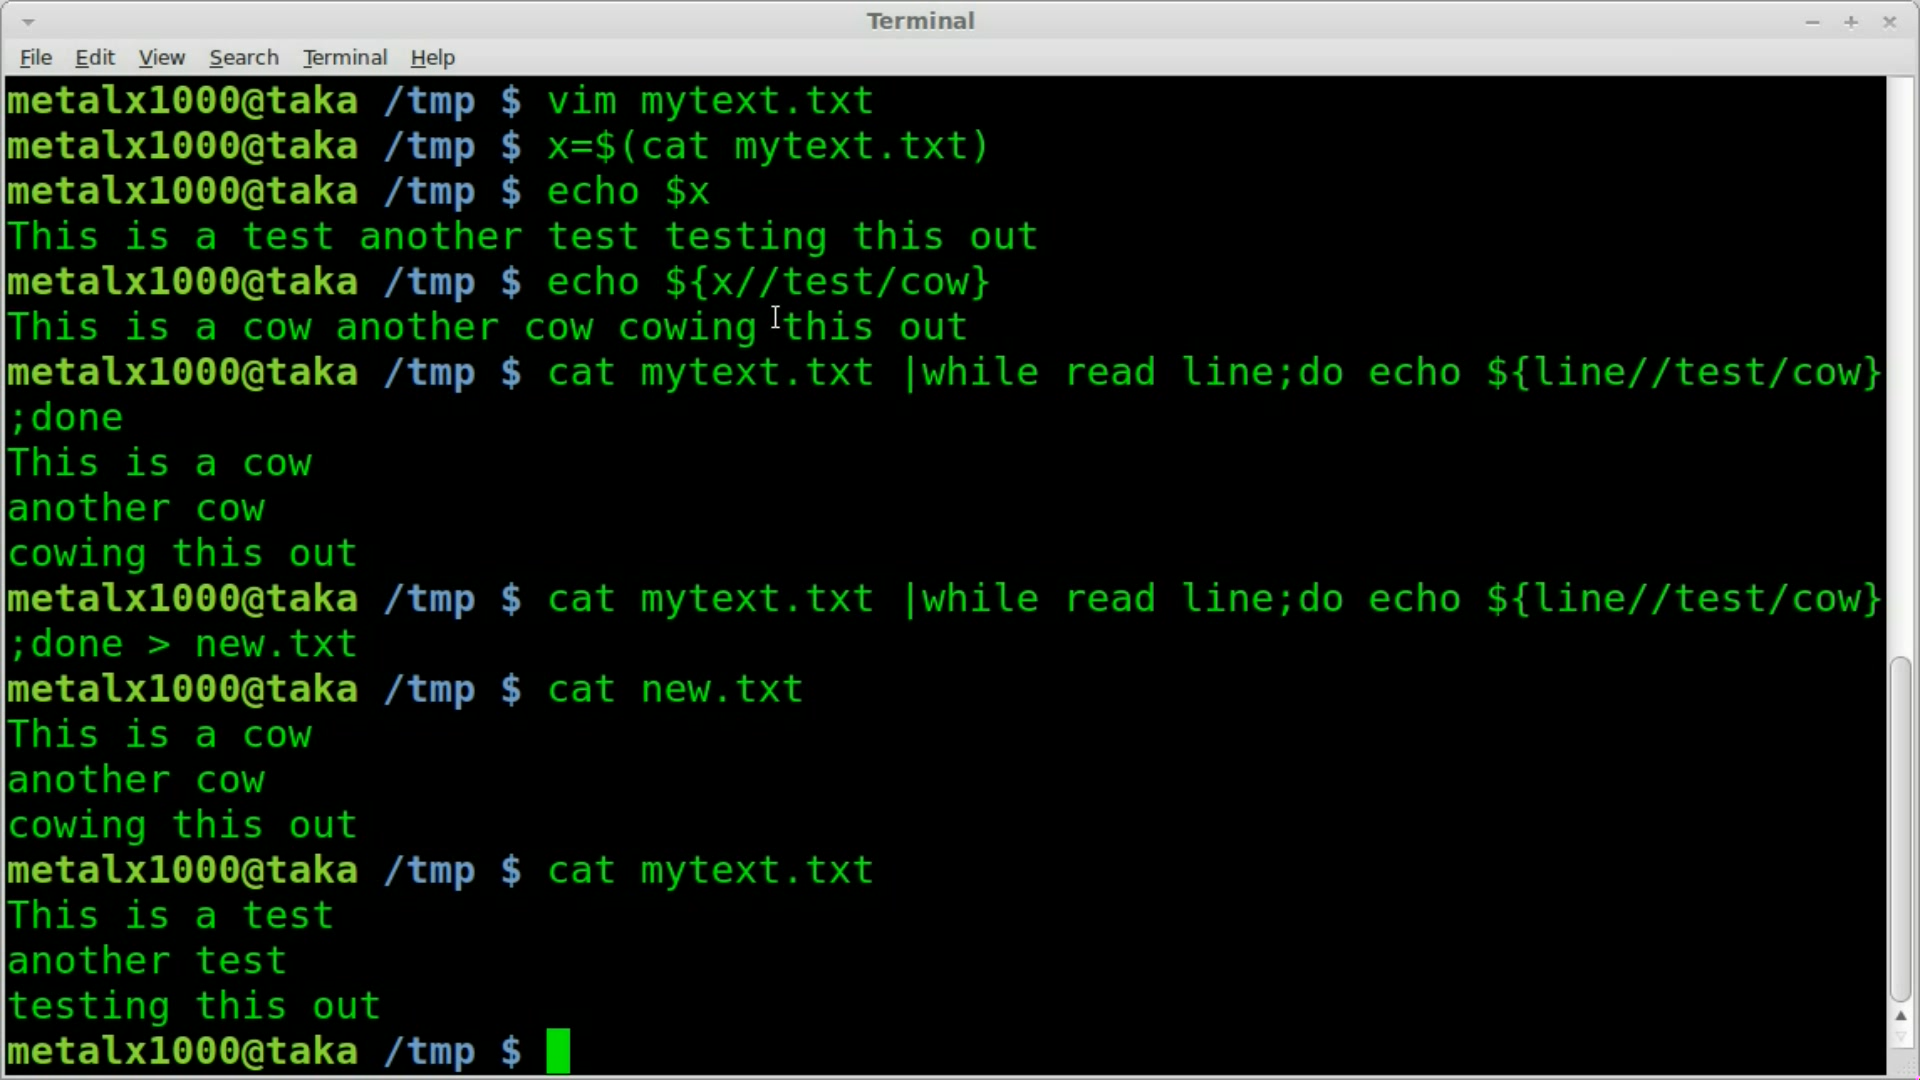 Terminal
File Edit View Search Terminal Help
metalx1000@taka /tmp $ vim mytext.txt
metalx1000@taka /tmp $ x=$(cat mytext.txt)
metalx1000@taka /tmp $ echo $x
This is a test another test testing this out
metalx1000@taka /tmp $ echo ${x//test/cow}
This is a cow another cow cowing this out
metalx1000@taka /tmp $ cat mytext.txt |while read line;do echo ${line//test/cow}
;done
This is a cow
another cow
cowing this out
metalx1000@taka /tmp $ cat mytext.txt |while read line;do echo ${line//test/cow}
;done > new.txt
metalx1000@taka /tmp $ cat new.txt
This is a cow
another cow
cowing this out
metalx1000@taka /tmp $ cat mytext.txt
This is a test
another test
testing this out
metalx1000@taka /tmp $